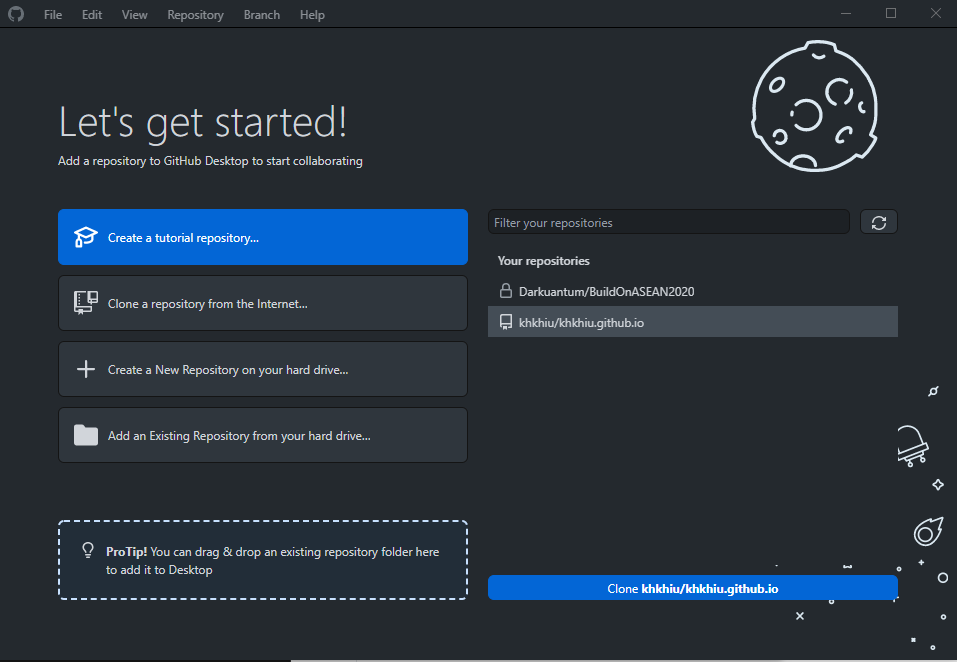 File Edit View Repository Branch Help
Let's get started!
Add a repository to GitHub Desktop to start collaborating
Create a tutorial repository...
Clone a repository from the Internet...
Create a New Repository on your hard drive...
Add an Existing Repository from your hard drive...
ProTip! You can drag & drop an existing repository folder here
to add it to Desktop
Filter your repositories
Your repositories
Darkuantum/BuildOnASEAN2020
khkhiu/khkhiu.github.io
Clone khkhiu/khkhiu.github.io